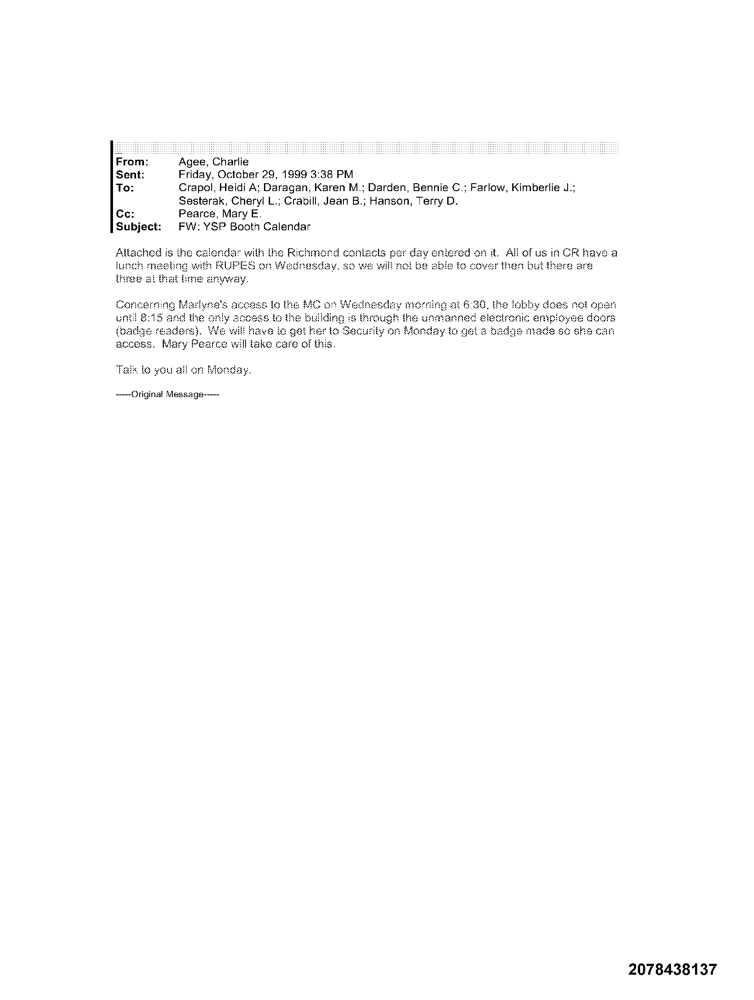 From: Agee, Charlie
Sent: Friday, October 29, 1999 3:38 PM
To: Crapol, Heidi A; Daragan, Karen M.; Darden, Bennie C.; Farlow, Kimberlie J.;
Sesterak, Cheryl L.; Crabill, Jean B.; Hanson, Terry D.
Cc: Pearce, Mary E.
Subject: FW: YSP Booth Calendar
Attached is the calendar with the Richmond contacts per day entered on it. All of us in CR have a
lunch meeting with RUPES on Wednesday, so we will not be able to cover then but there are
three at that time anyway.
Concerning Marlyne's access to the MC on Wednesday morning at 6:30, the lobby does not open
until 8:15 and the only access to the building is through the unmanned electronic employee doors
(badge readers). We will have to get her to Security on Monday to get a badge made so she can
access. Mary Pearce will take care of this.
Talk to you all on Monday.
-----Original Message-----
2078438137